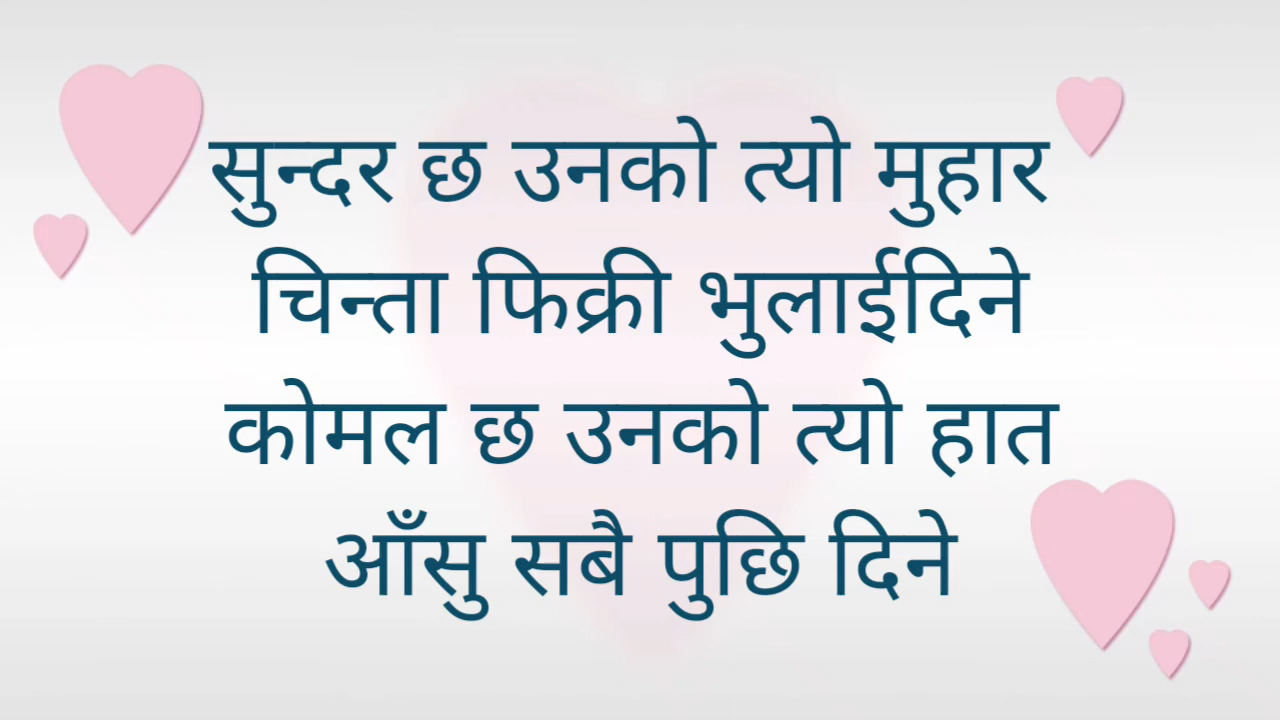 सुन्दर छ उनको त्यो मुहार
चिन्ता फिक्री भुलाईदिने
कोमल छ उनको त्यो हात
आँसु सबै पुछि दिने